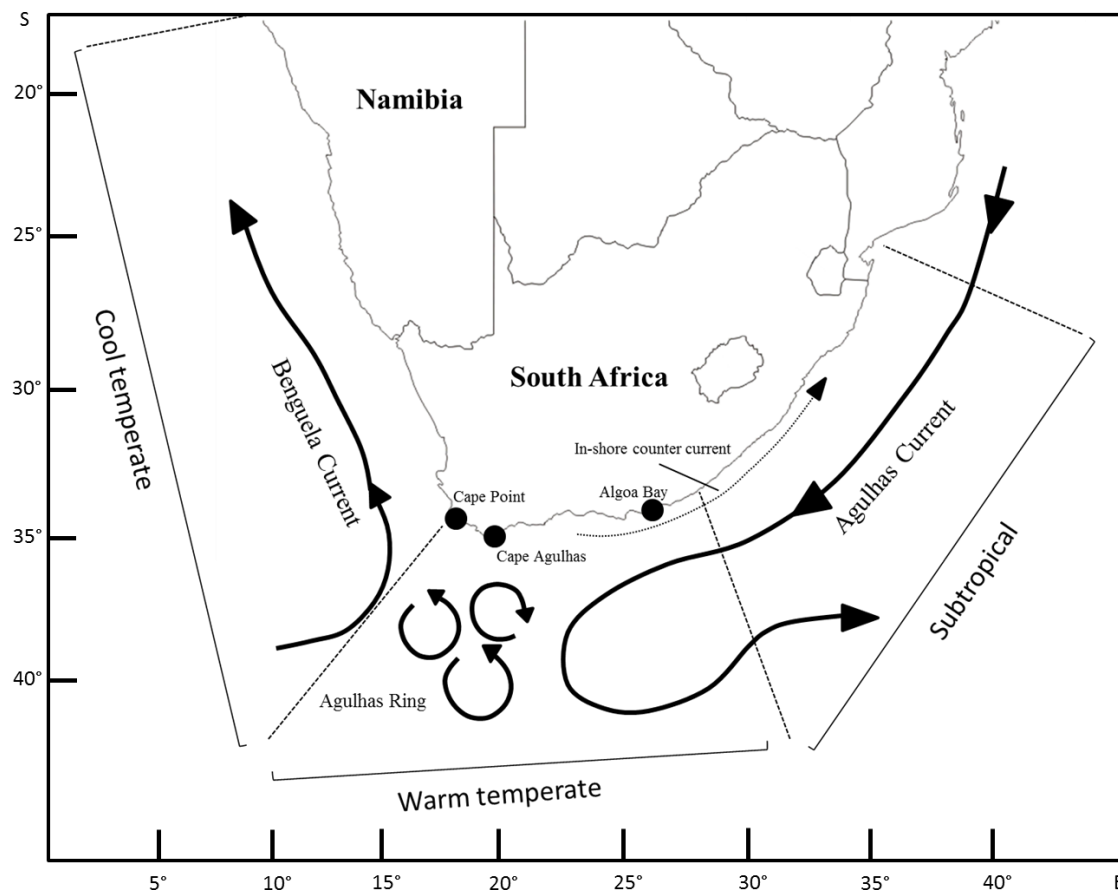 S
20°
25°
30°
35°
40°
Namibia
South Africa
Cool temperate
Benguela Current
In-shore counter current
Agulhas Current
Cape Point
Algoa Bay
Cape Agulhas
Agulhas Ring
Subtropical
Warm temperate
5°
10°
15°
20°
25°
30°
35°
40°